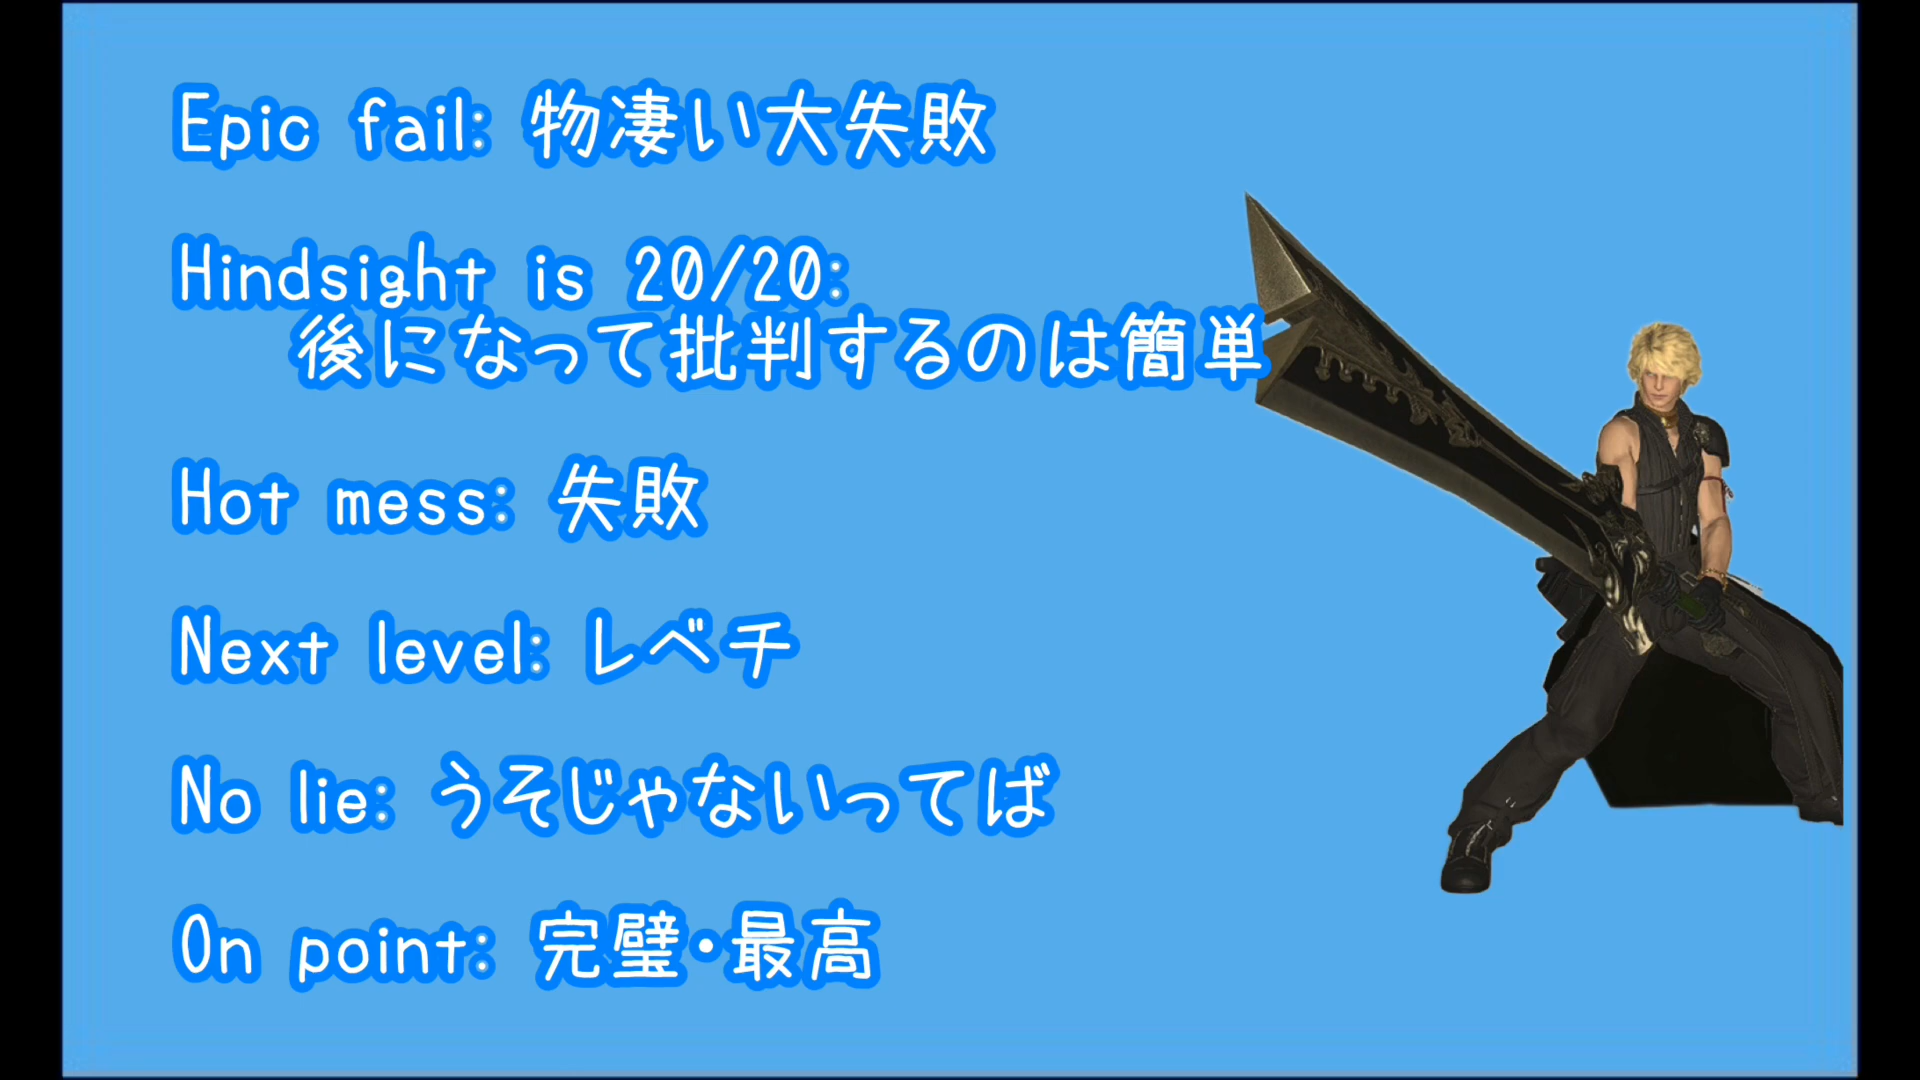 Epic fail: 物凄い大失敗
Hindsight is 20/20:
後になって批判するのは簡単
Hot mess: 失敗
Next level: レベチ
No lie: うそじゃないってば
On point: 完璧・最高